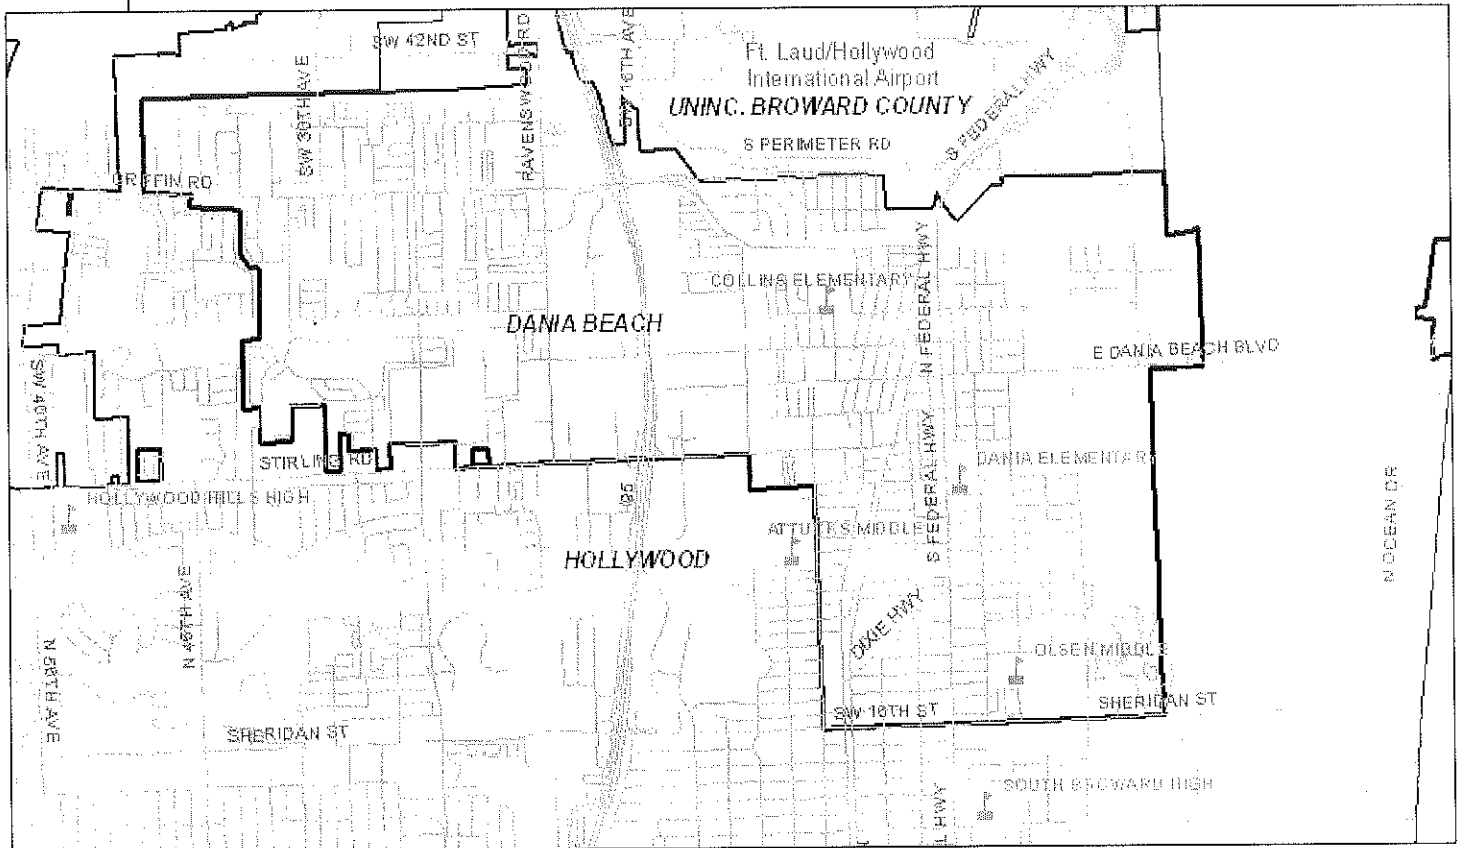 SW 42ND ST
SW 30TH AVE
RAVENSWOOD RD
SW 16TH AVE
Ft. Laud/Hollywood
International Airport
UNINC. BROWARD COUNTY
S FEDERAL HWY
S PERIMETER RD
GRIFFIN RD
N FEDERAL HWY
COLLINS ELEMENTARY
DANIA BEACH
E DANIA BEACH BLVD
SW 40TH AVE
STIRLING RD
S FEDERAL HWY
DANIA ELEMENTARY
HOLLYWOOD HILLS HIGH
I95
ATTUCKS MIDDLE
HOLLYWOOD
N OCEAN DR
N 46TH AVE
DIXIE HWY
N 56TH AVE
OLSEN MIDDLE
SW 10TH ST
SHERIDAN ST
SHERIDAN ST
SOUTH BROWARD HIGH
L HWY